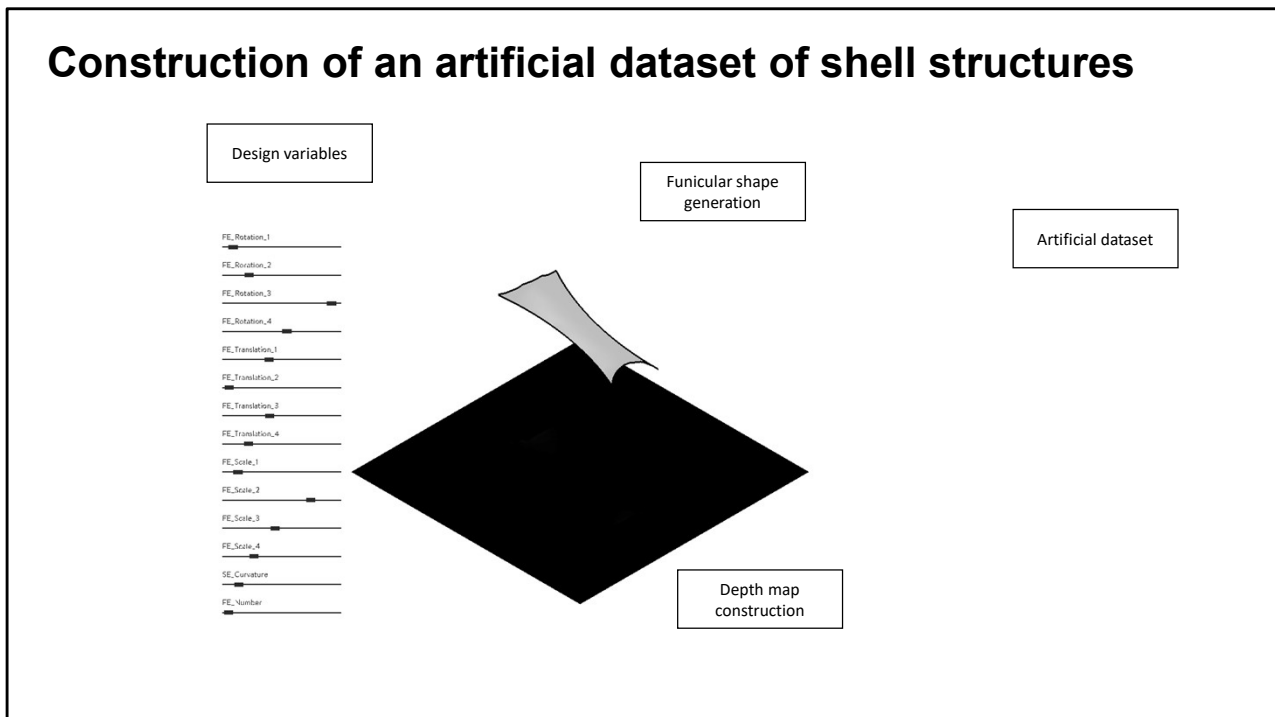 Construction of an artificial dataset of shell structures
Design variables
Funicular shape
generation
Artificial dataset
FE_Rotation_1
FE_Rotation_2
FE_Rotation_3
FE_Rotation_4
FE_Translation_1
FE_Translation_2
FE_Translation_3
FE_Translation_4
FE_Scale_1
FE_Scale_2
FE_Scale_3
FE_Scale_4
SE_Curvature
FE_Number
Depth map
construction